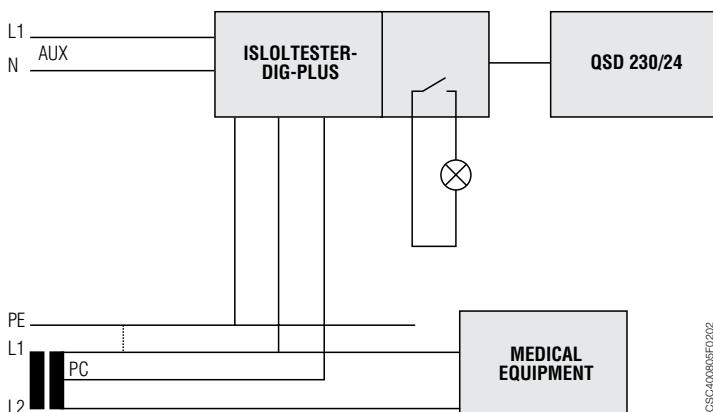 L1
AUX
N
ISLOLTESTER-
DIG-PLUS
QSD 230/24
PE
L1
PC
L2
MEDICAL
EQUIPMENT
CSC400805F0202